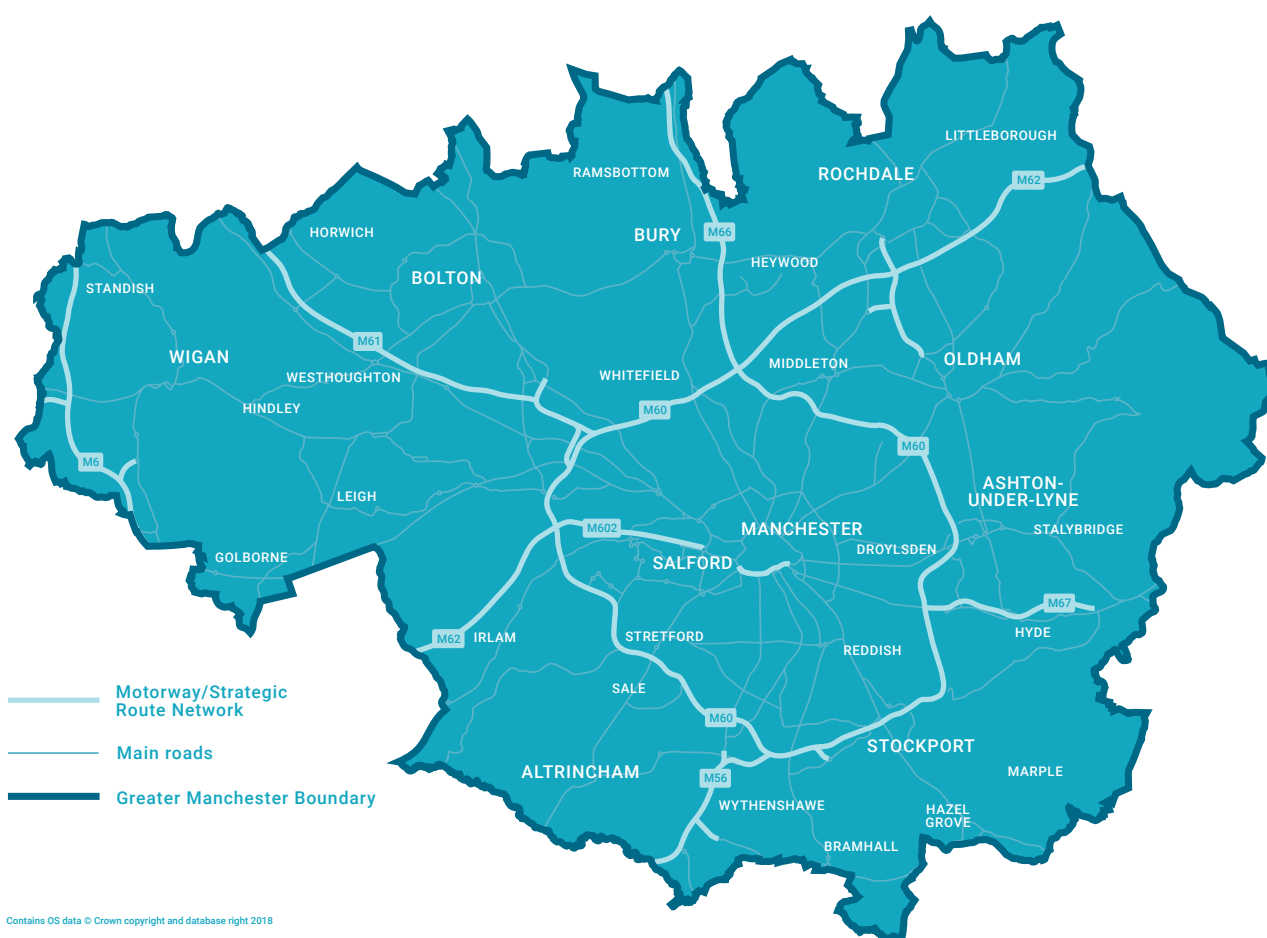 LITTLEBOROUGH
RAMSBOTTOM
ROCHDALE
M62
HORWICH
BURY
M66
HEYWOOD
STANDISH
BOLTON
M61
WIGAN
WESTHOUGHTON
WHITEFIELD
MIDDLETON
OLDHAM
HINDLEY
M60
M60
M6
LEIGH
ASHTON-
UNDER-LYNE
M602
MANCHESTER
STALYBRIDGE
GOLBORNE
SALFORD
DROYLSDEN
M67
M62
IRLAM
STRETFORD
REDDISH
HYDE
SALE
M60
STOCKPORT
ALTRINCHAM
M56
MARPLE
WYTHENSHAWE
HAZEL
GROVE
BRAMHALL
Motorway/Strategic
Route Network
Main roads
Greater Manchester Boundary
Contains OS data © Crown copyright and database right 2018